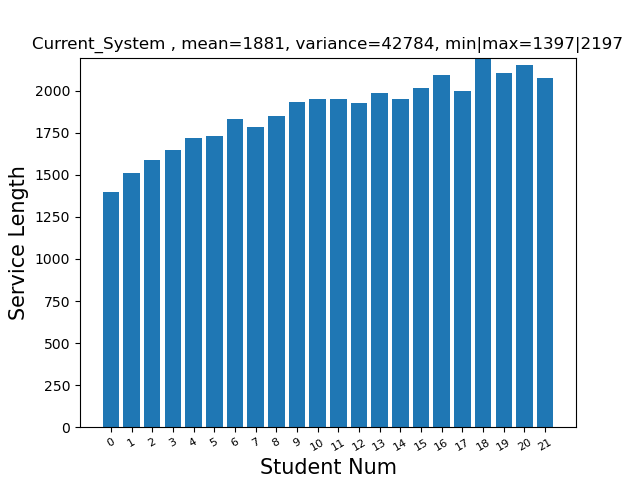 Current_System , mean=1881, variance=42784, min|max=1397|2197
2000
1750
1500
1250
1000
750
500
250
0
Service Length
0 1 2 3 4 5 6 7 8 9 10 11 12 13 14 15 16 17 18 19 20 21
Student Num